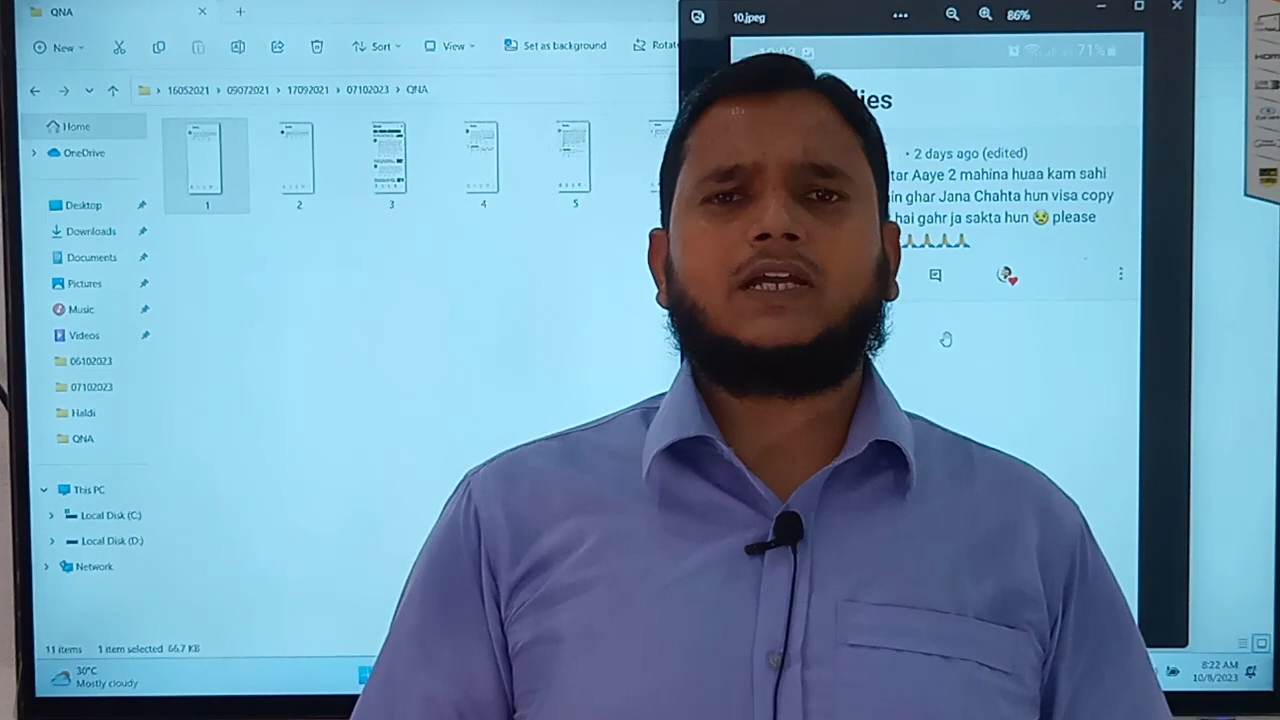 QNA
New
Sort
View
Set as background
Rotat
16052021 > 09072021 > 17092021 > 07102023 > QNA
Home
OneDrive
Desktop
Downloads
Documents
Pictures
Music
Videos
06102023
07102023
Haldi
QNA
This PC
Local Disk (C:)
Local Disk (D:)
Network
1
2
3
4
5
11 items
1 item selected 66.7 KB
30°C
Mostly cloudy
10.jpeg
86%
71%
lies
• 2 days ago (edited)
tar Aaye 2 mahina huaa kam sahi
in ghar Jana Chahta hun visa copy
hai gahr ja sakta hun 😢 please
🙏🙏🙏🙏
8:22 AM
10/8/2023
HDMI